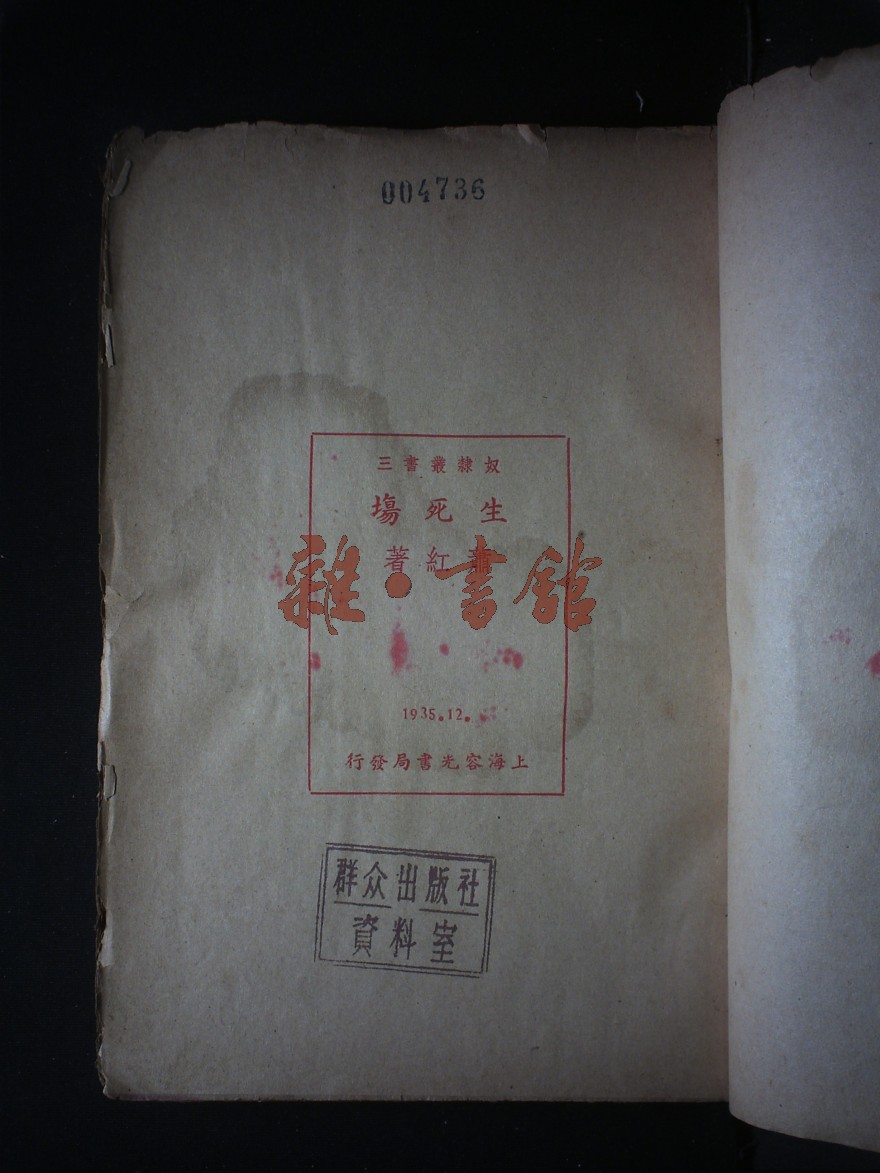 004736
奴隸叢書三
生死塲
蕭紅著
雜·書館
1935.12.
上海容光書局發行
群众出版社
資料室